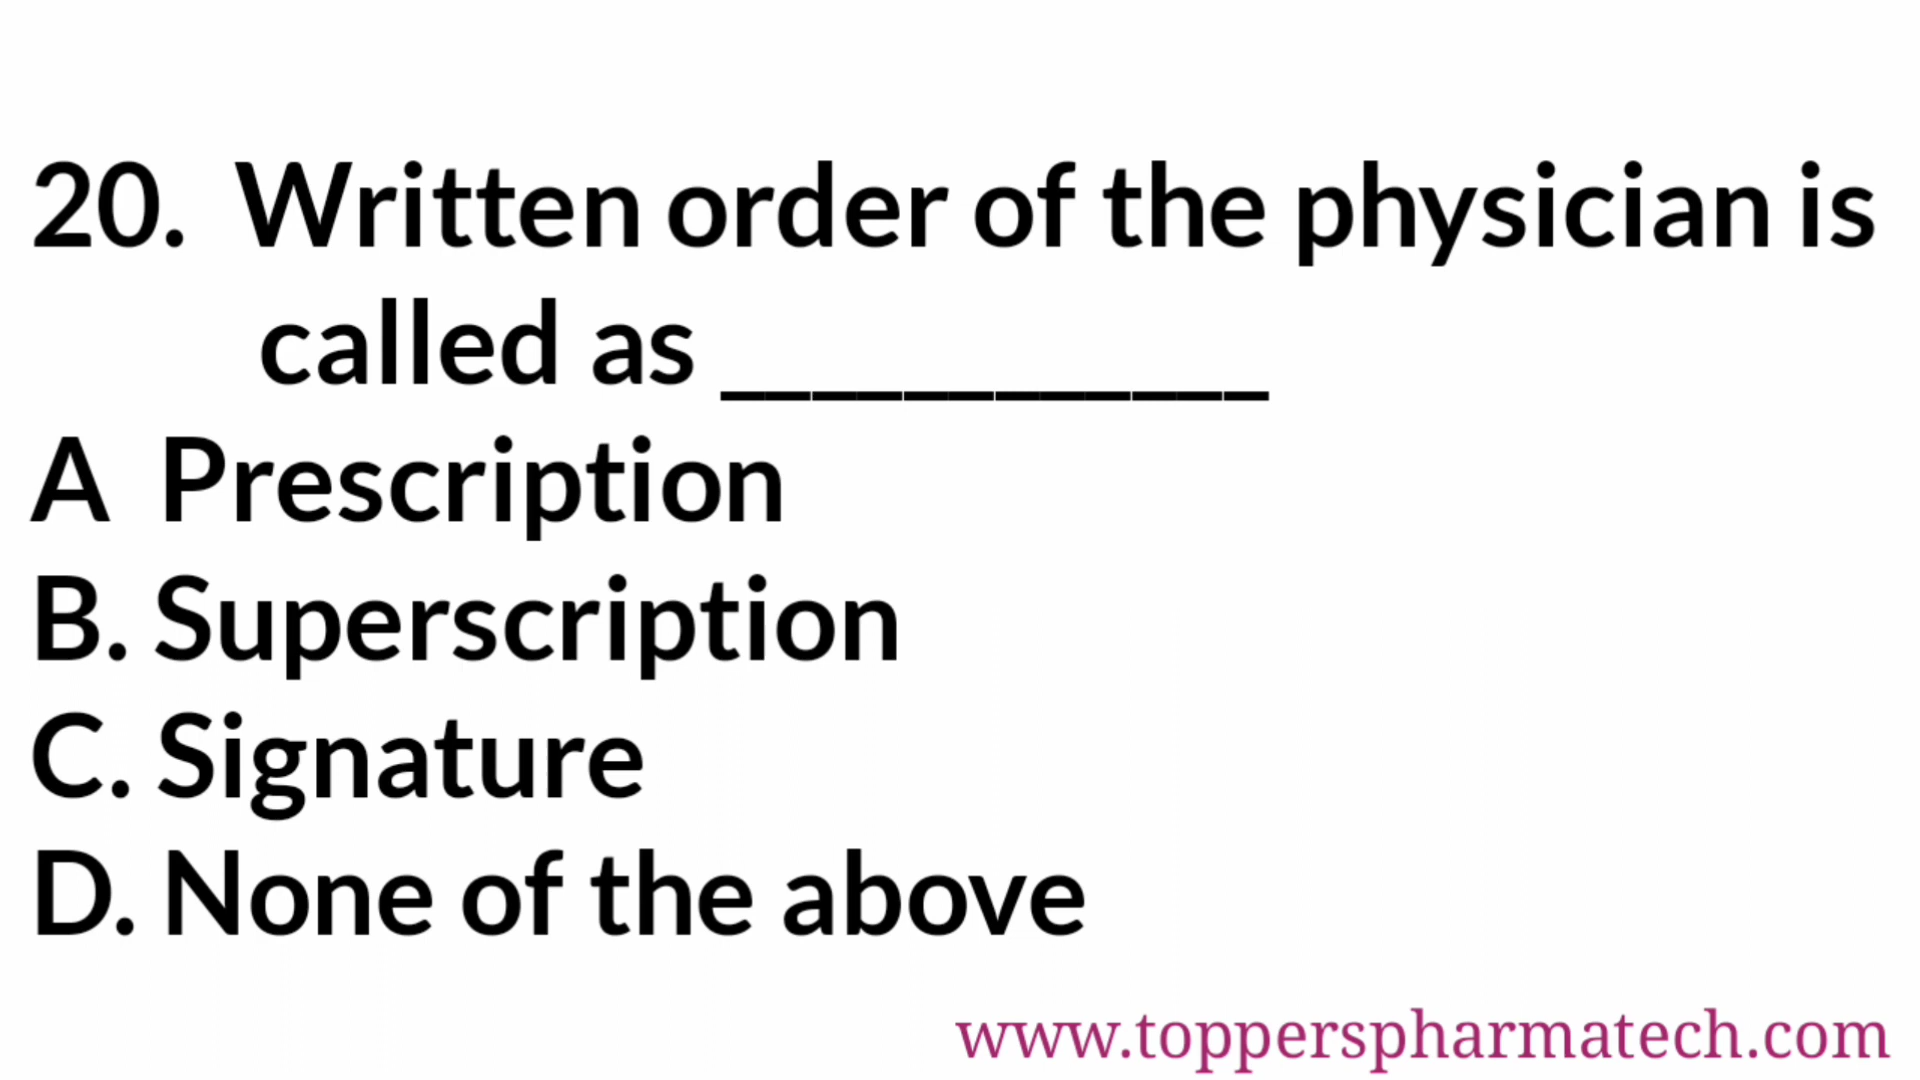 20. Written order of the physician is
called as ____________
A Prescription
B. Superscription
C. Signature
D. None of the above
www.topperspharmatech.com